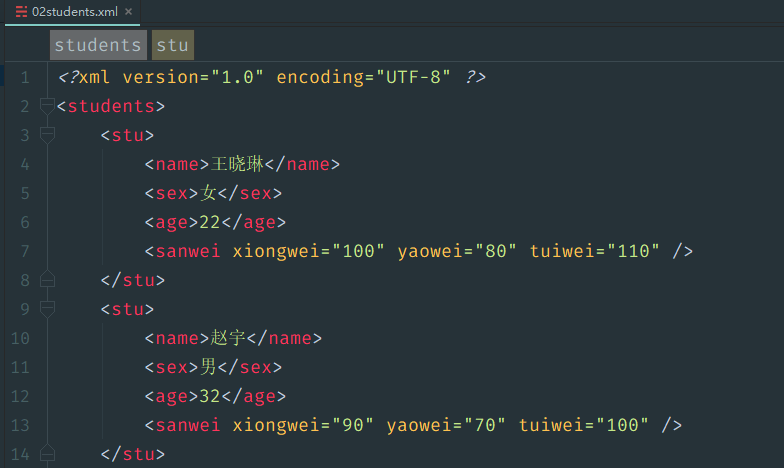 02students.xml ×
students stu
1 <?xml version="1.0" encoding="UTF-8" ?>
2 <students>
3 <stu>
4 <name>王晓琳</name>
5 <sex>女</sex>
6 <age>22</age>
7 <sanwei xiongwei="100" yaowei="80" tuiwei="110" />
8 </stu>
9 <stu>
10 <name>赵宇</name>
11 <sex>男</sex>
12 <age>32</age>
13 <sanwei xiongwei="90" yaowei="70" tuiwei="100" />
14 </stu>